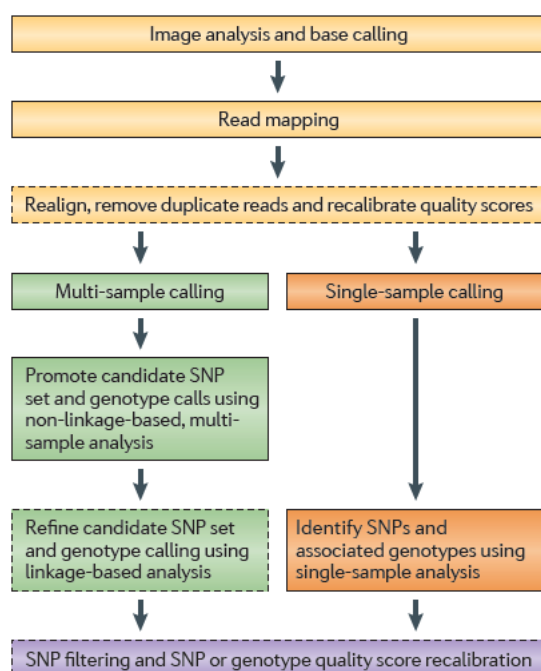 Image analysis and base calling
Read mapping
Realign, remove duplicate reads and recalibrate quality scores
Multi-sample calling
Single-sample calling
Promote candidate SNP
set and genotype calls using
non-linkage-based, multi-
sample analysis
Refine candidate SNP set
and genotype calling using
linkage-based analysis
Identify SNPs and
associated genotypes using
single-sample analysis
SNP filtering and SNP or genotype quality score recalibration